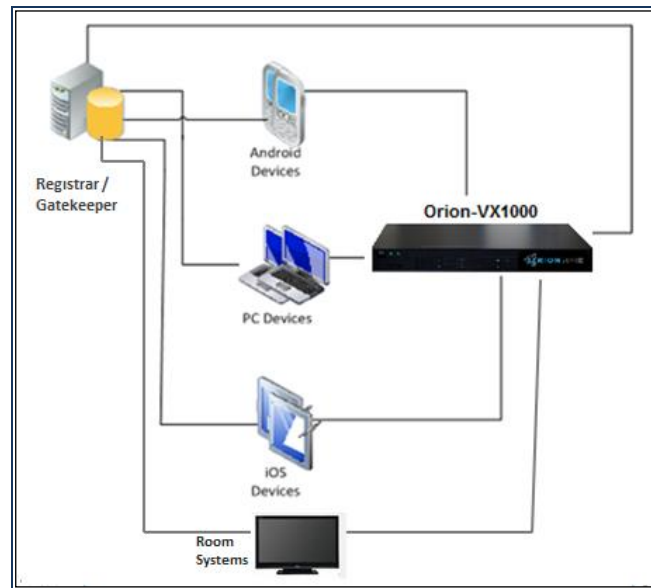 Android
Devices
Registrar /
Gatekeeper
Orion-VX1000
PC Devices
iOS
Devices
Room
Systems